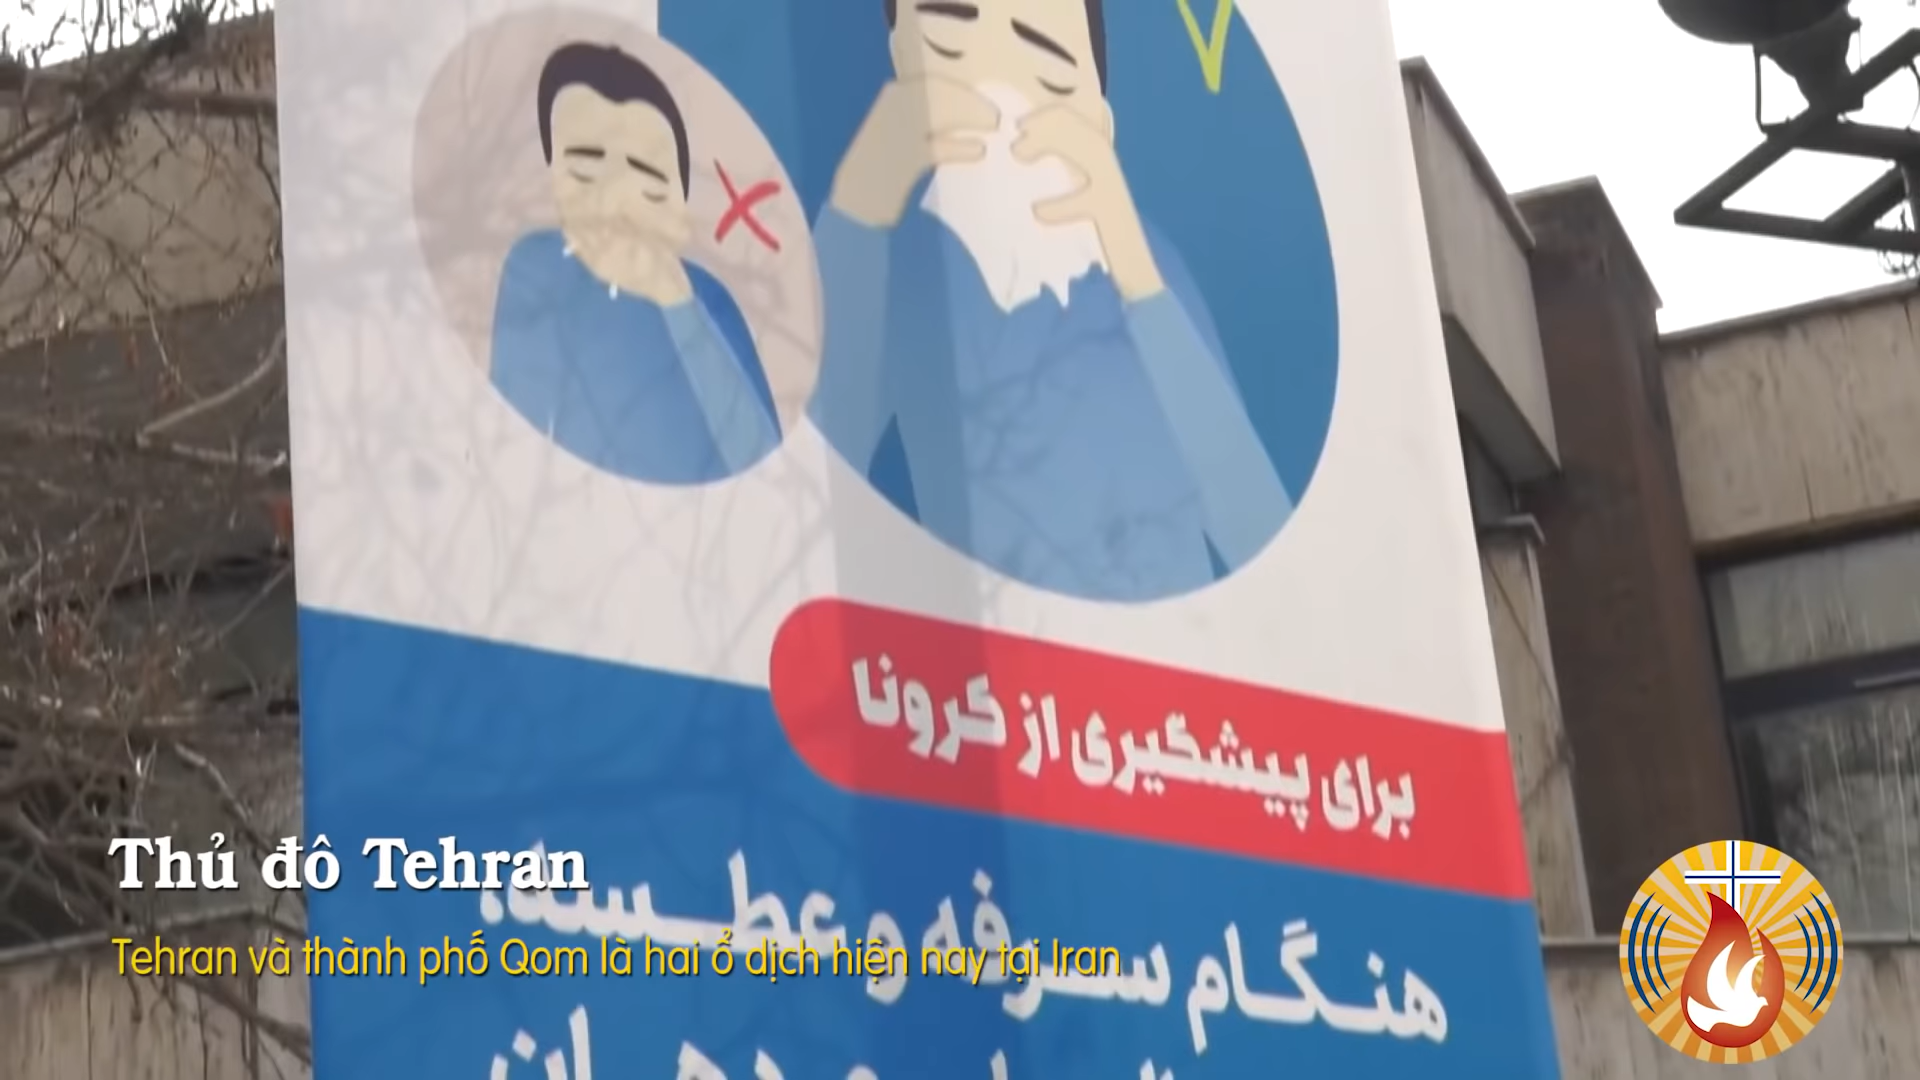 برای پیشگیری از کرونا
هنگام سرفه و عطسه،
Thủ đô Tehran
Tehran và thành phố Qom là hai ổ dịch hiện nay tại Iran